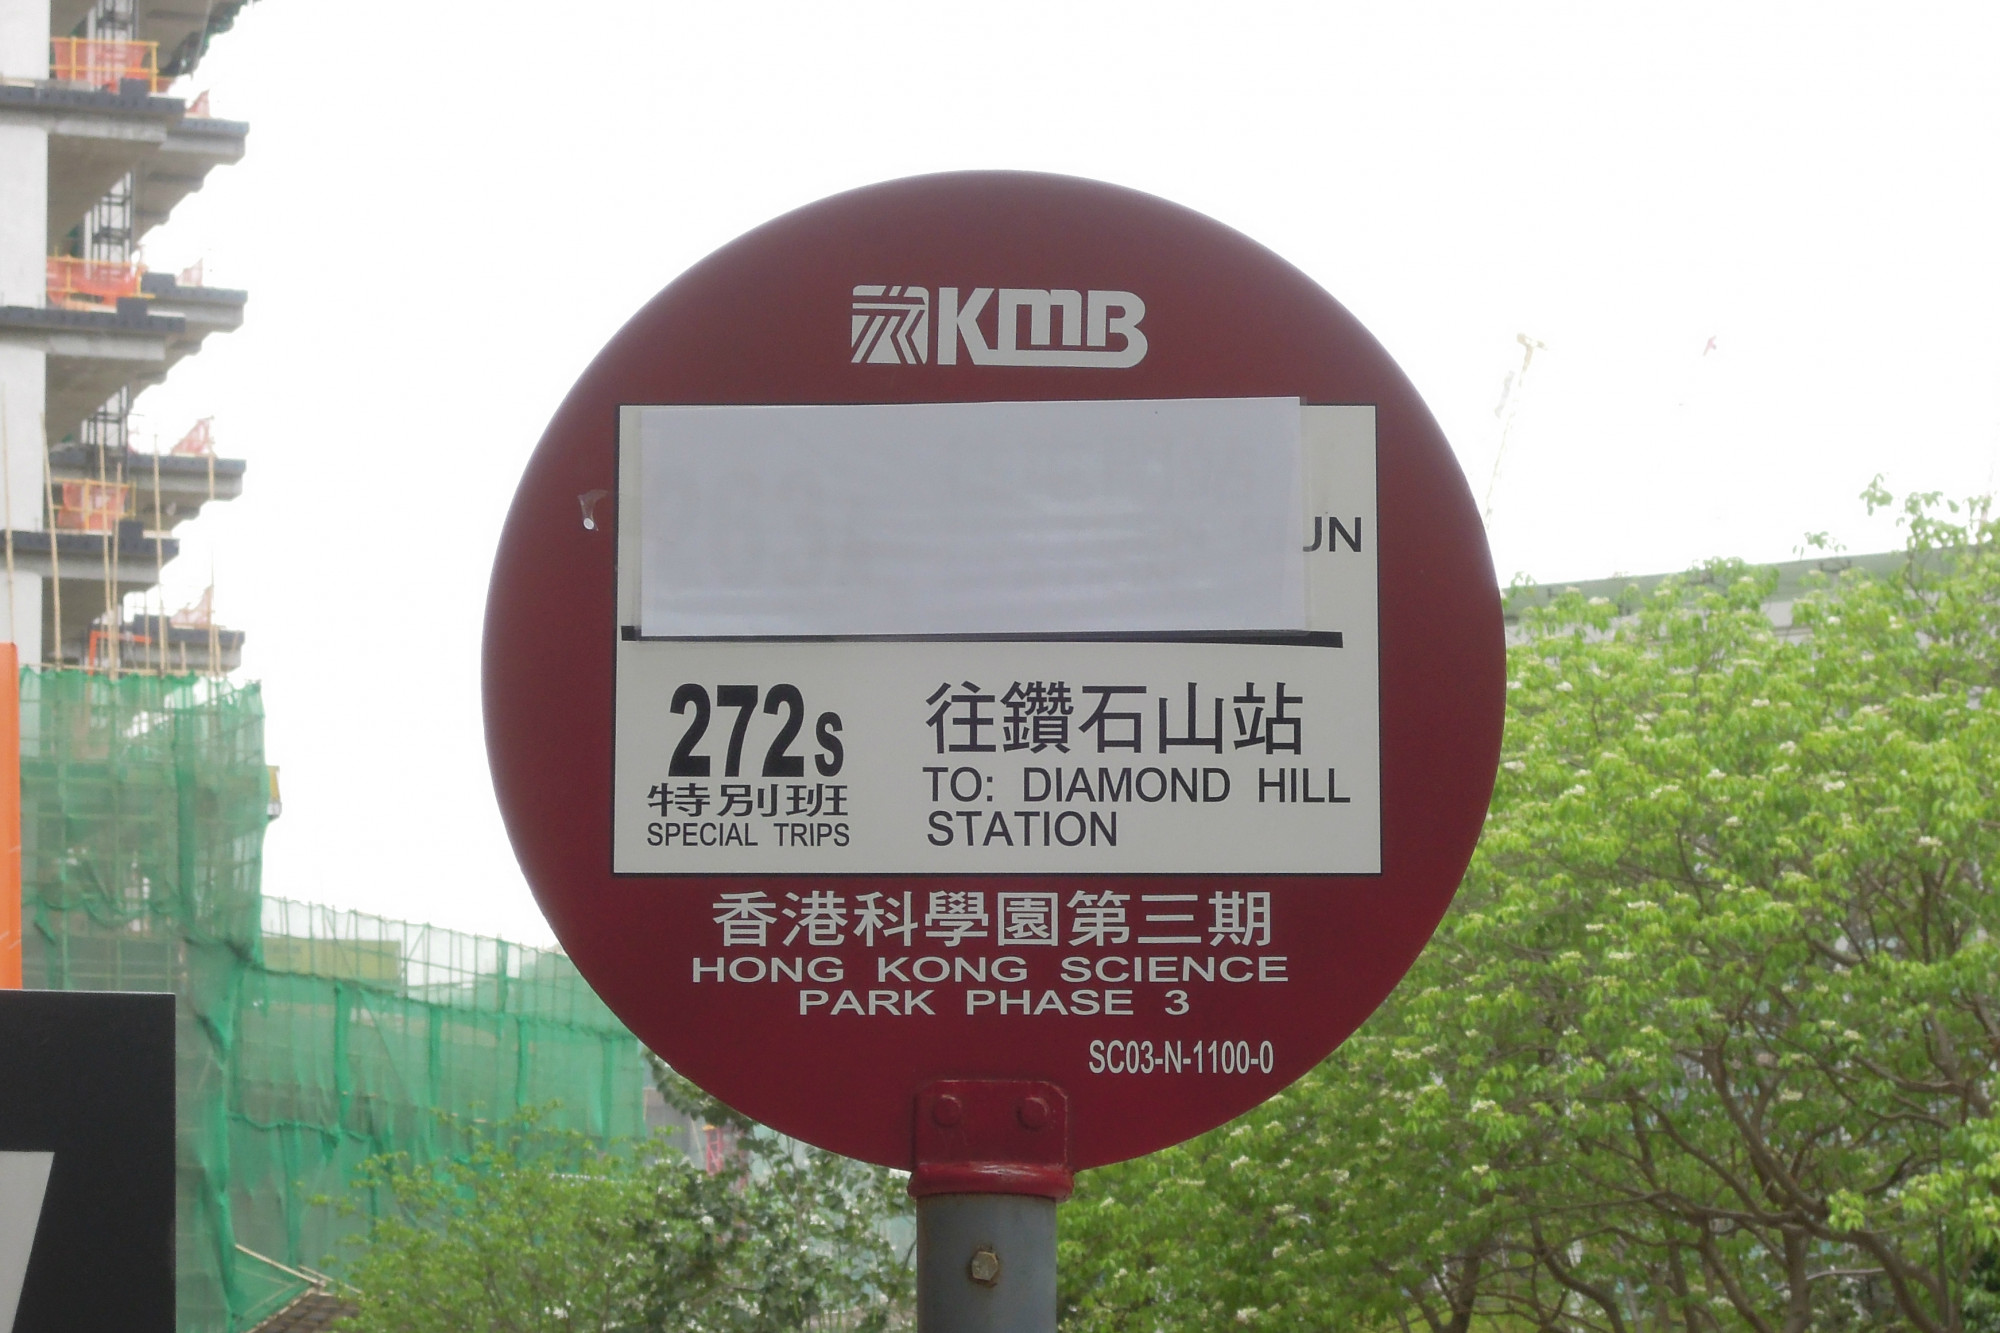 KMB
UN
272S
特別班
SPECIAL TRIPS
往鑽石山站
TO: DIAMOND HILL
STATION
香港科學園第三期
HONG KONG SCIENCE
PARK PHASE 3
SC03-N-1100-0